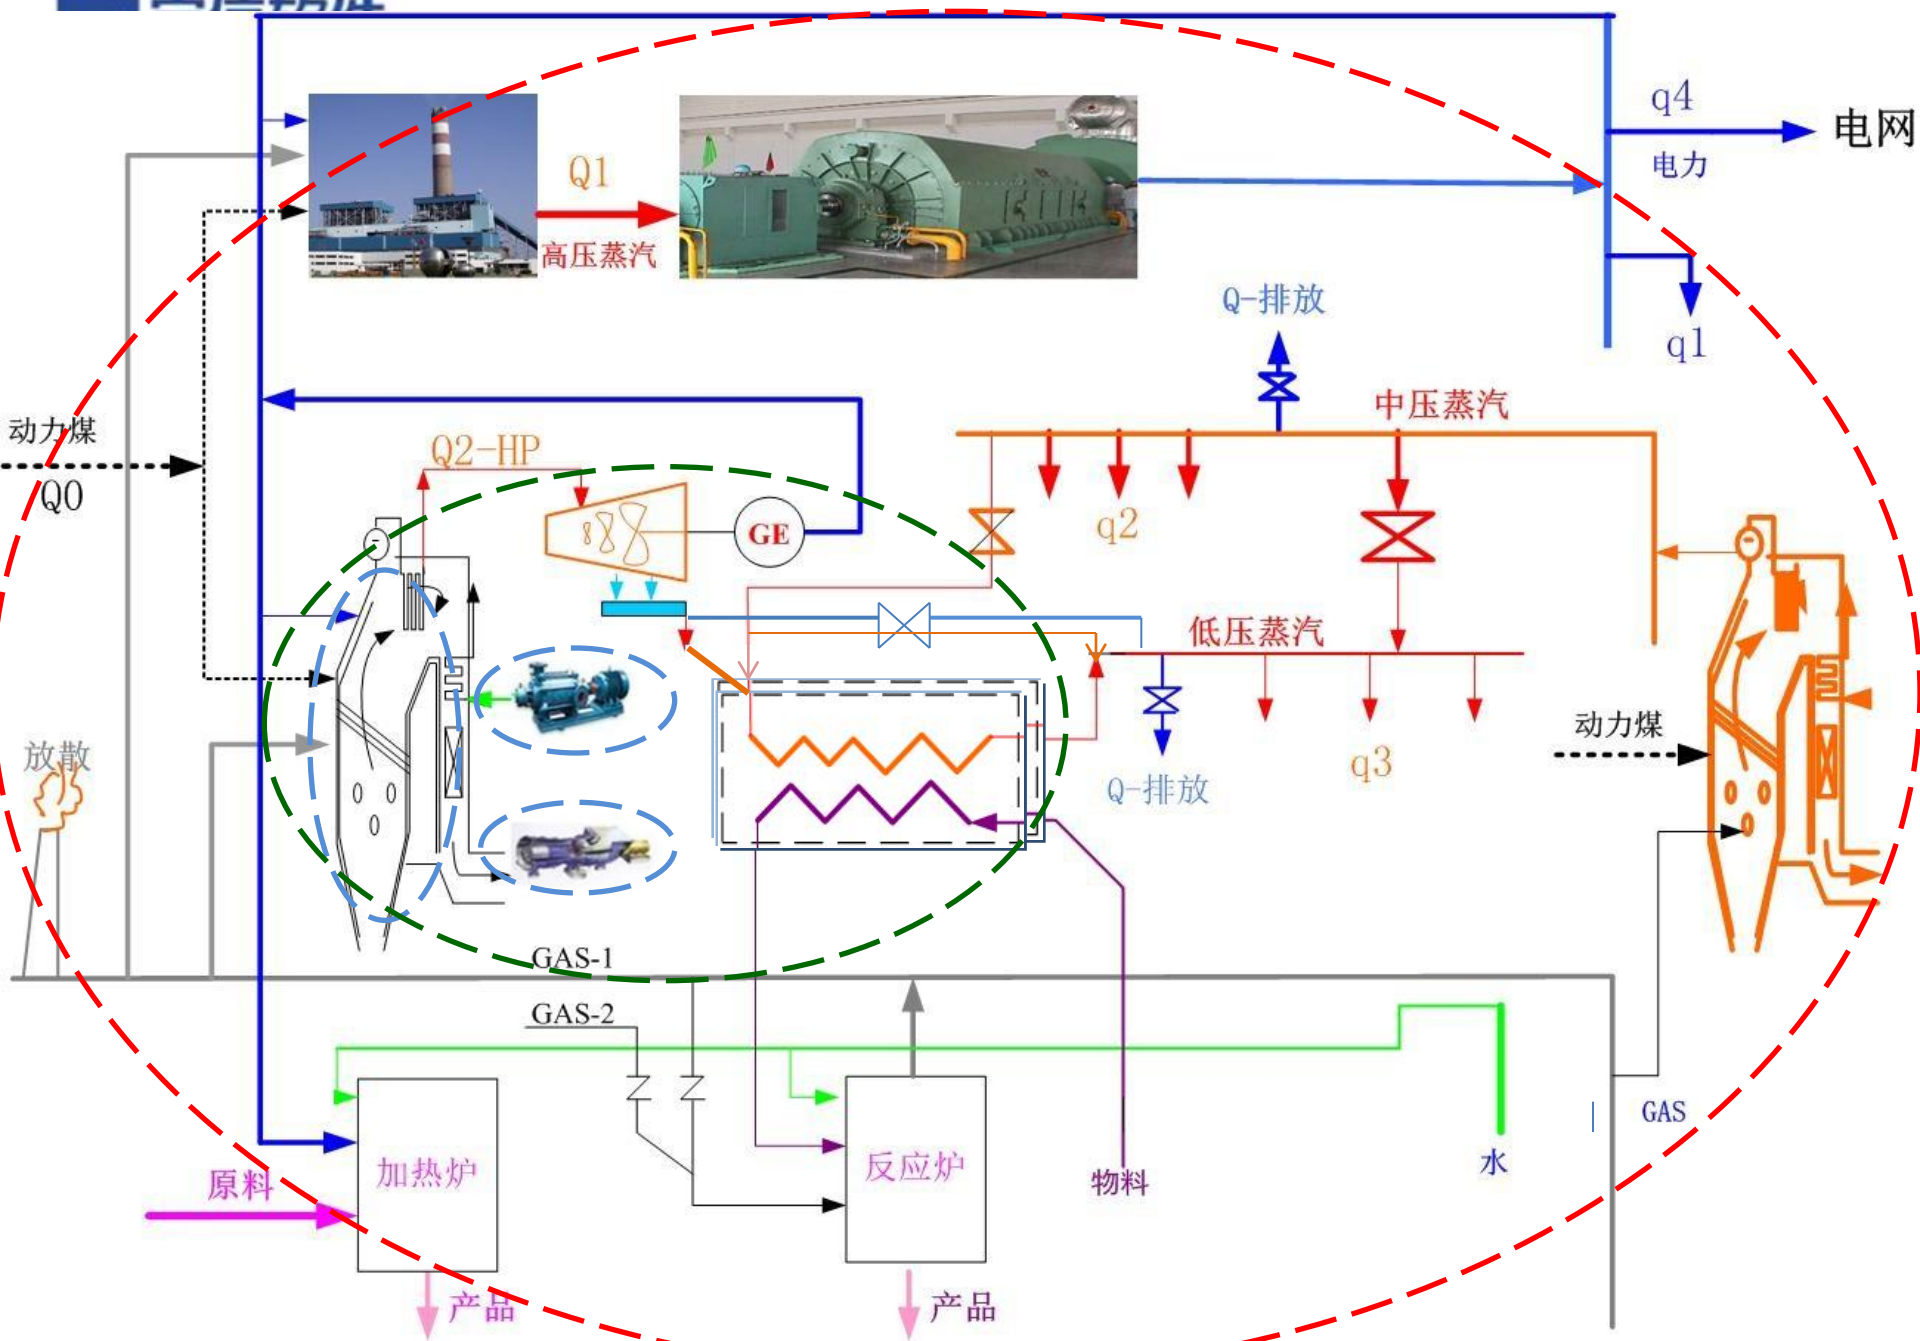 q4
电网
电力
Q1
高压蒸汽
q1
Q-排放
中压蒸汽
动力煤
Q0
Q2-HP
GE
q2
低压蒸汽
动力煤
q3
Q-排放
放散
GAS-1
GAS-2
GAS
水
加热炉
反应炉
原料
物料
产品
产品